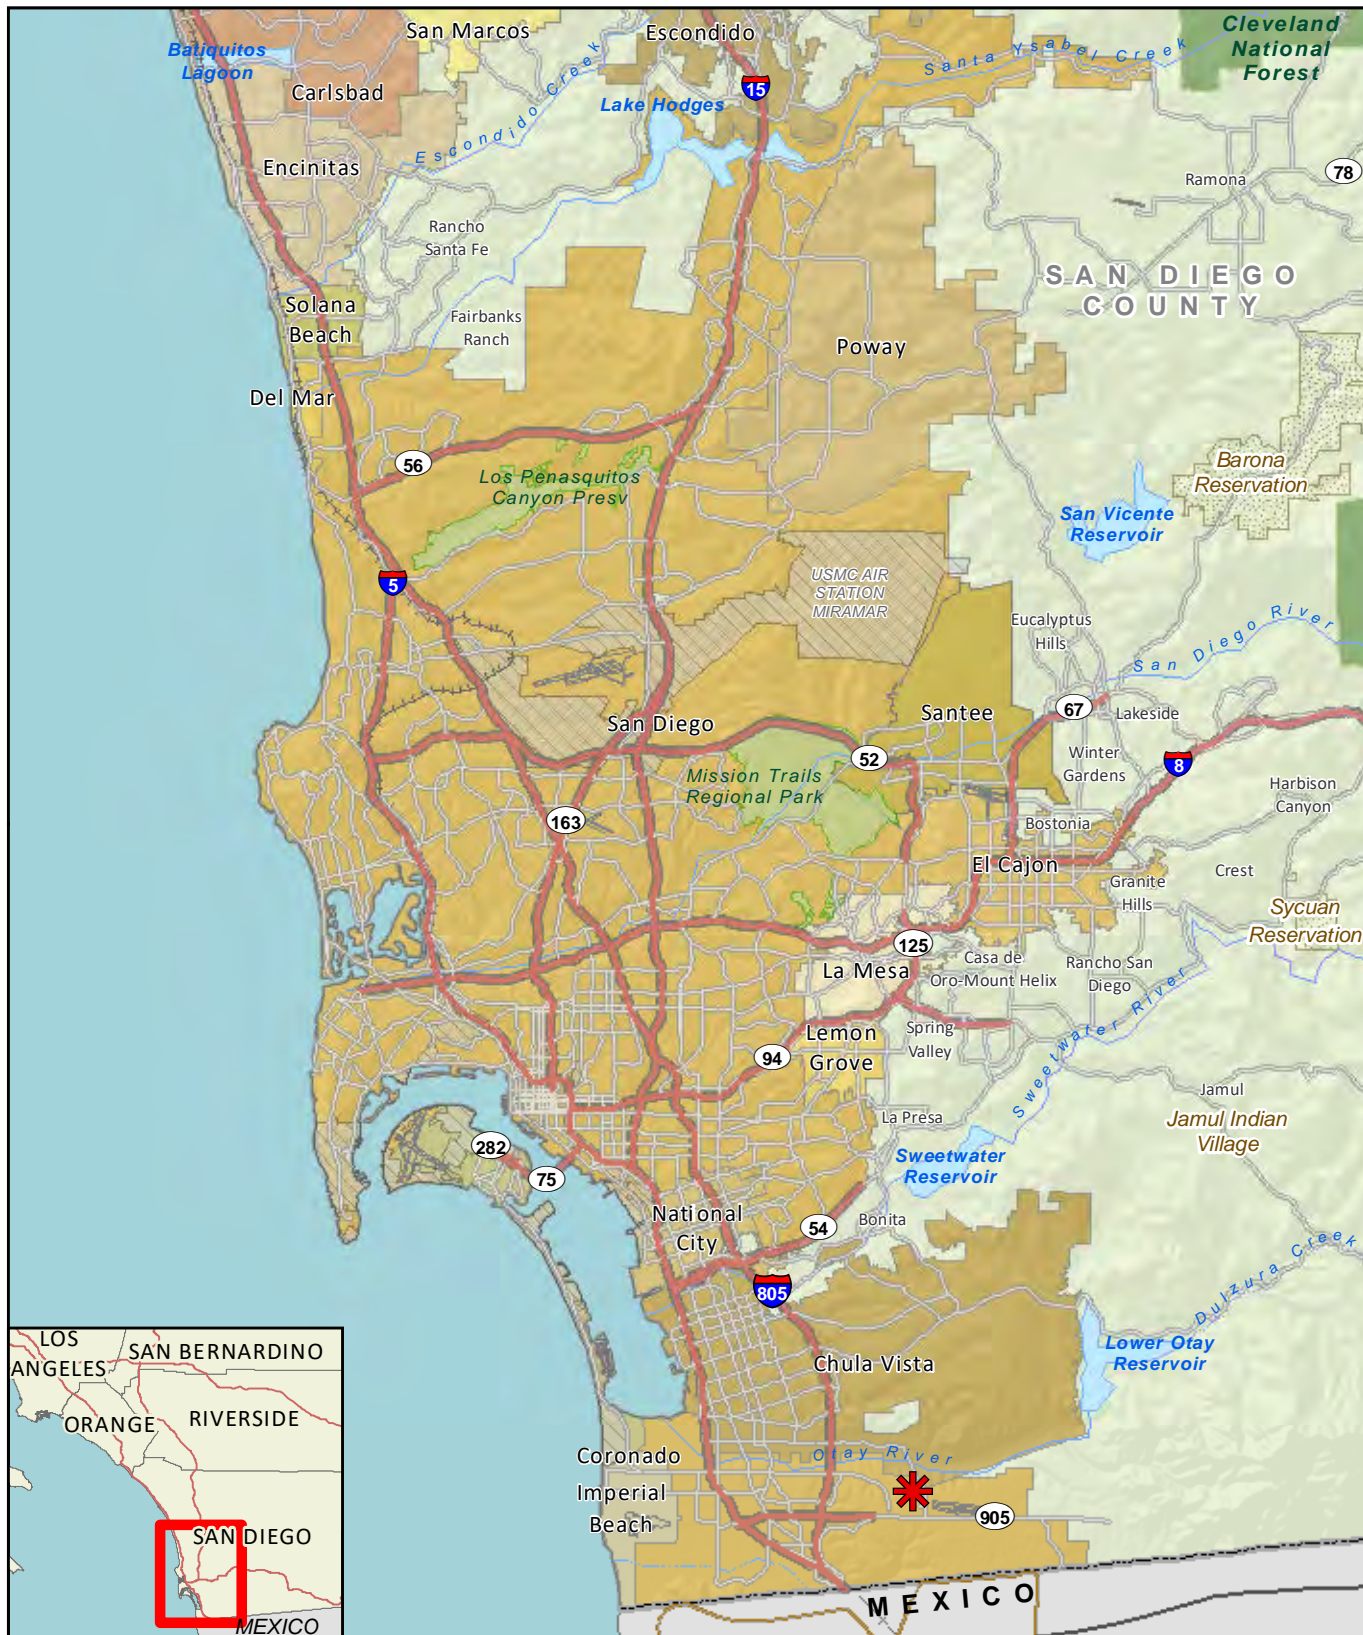 San Marcos
Escondido
Cleveland
National
Forest
Batiquitos
Lagoon
Santa Ysabel Creek
15
Carlsbad
Lake Hodges
Escondido Creek
Encinitas
78
Ramona
Rancho
Santa Fe
SAN DIEGO
COUNTY
Solana
Beach
Fairbanks
Ranch
Poway
Del Mar
56
Los Penasquitos
Canyon Presv
Barona
Reservation
San Vicente
Reservoir
5
USMC AIR
STATION
MIRAMAR
Eucalyptus
Hills
San Diego River
San Diego
Santee
67
Lakeside
52
Winter
Gardens
8
Mission Trails
Regional Park
Harbison
Canyon
163
Bostonia
El Cajon
Crest
Granite
Hills
Sycuan
Reservation
125
La Mesa
Casa de
Oro-Mount Helix
Rancho San
Diego
Sweetwater River
Lemon
Grove
Spring
Valley
94
Jamul
La Presa
Jamul Indian
Village
282
75
Sweetwater
Reservoir
National
City
54
Bonita
Dulzura Creek
805
Lower Otay
Reservoir
Chula Vista
Otay River
Coronado
Imperial
Beach
905
MEXICO
LOS
ANGELES
SAN BERNARDINO
ORANGE
RIVERSIDE
SAN DIEGO
MEXICO